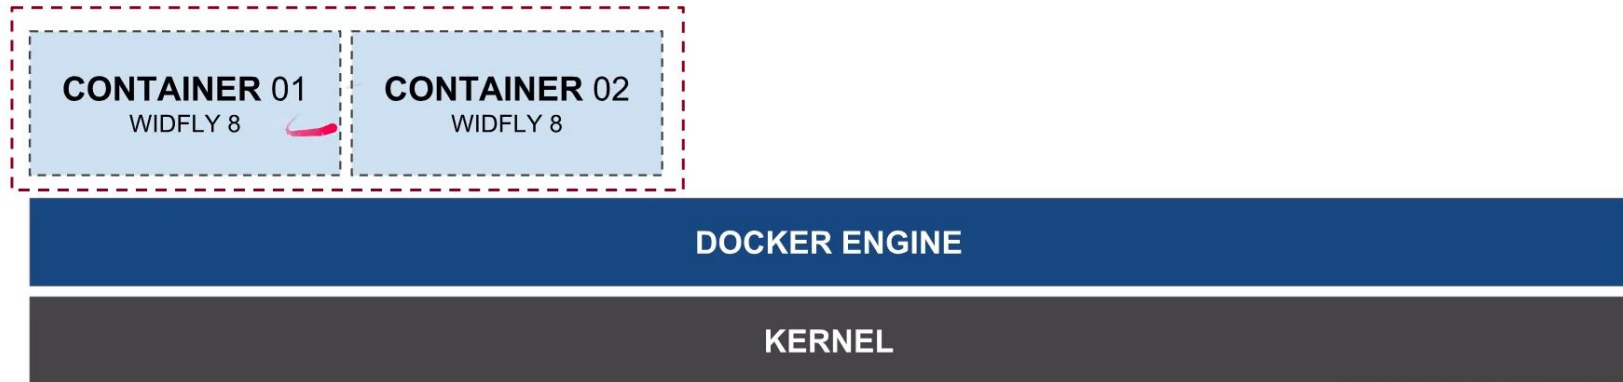 CONTAINER 01
WIDFLY 8
CONTAINER 02
WIDFLY 8
DOCKER ENGINE
KERNEL